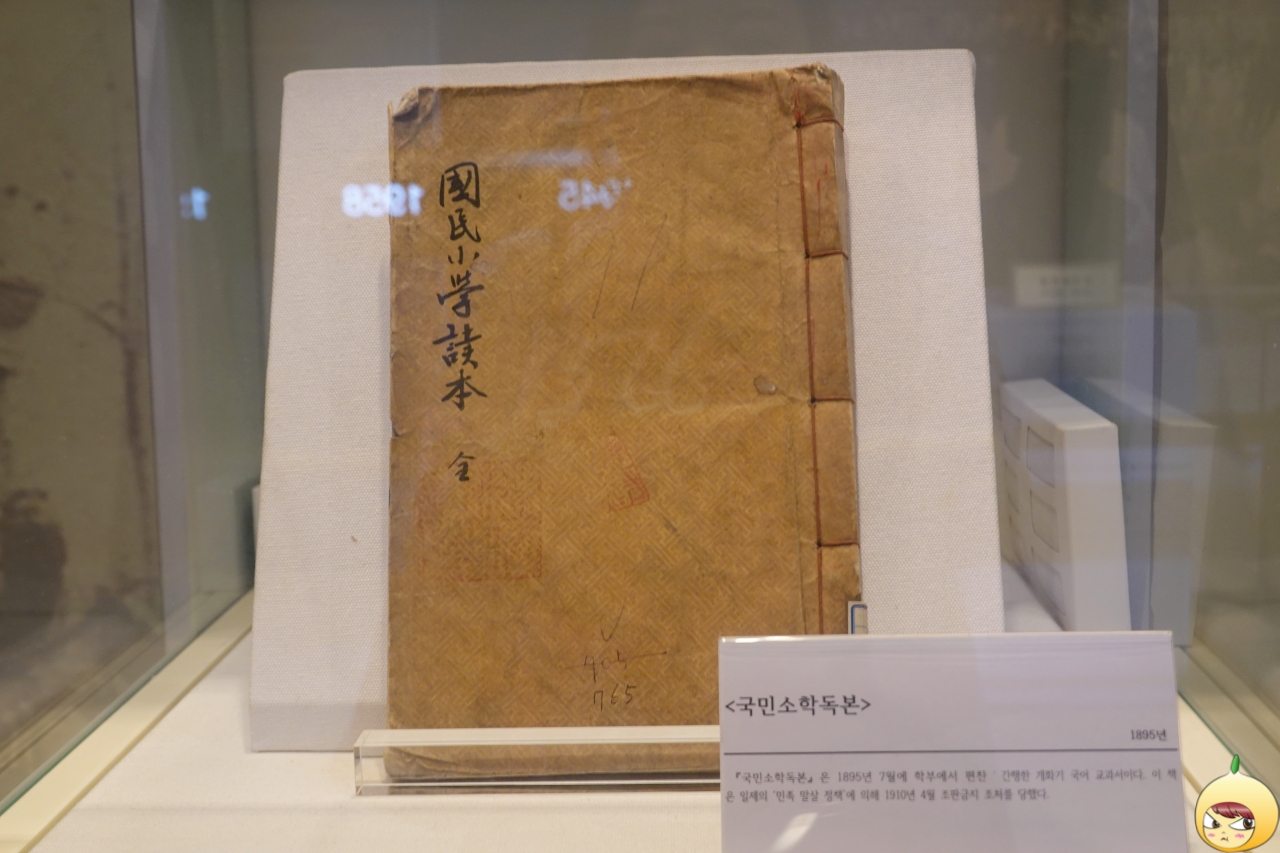 國民小學讀本 全
765
<국민소학독본>
1895년
『국민소학독본』은 1895년 7월에 학부에서 편찬 · 간행한 개화기 국어 교과서이다. 이 책
은 일제의 '민족 말살 정책'에 의해 1910년 4월 조판금지 조처를 당했다.
1958
1945